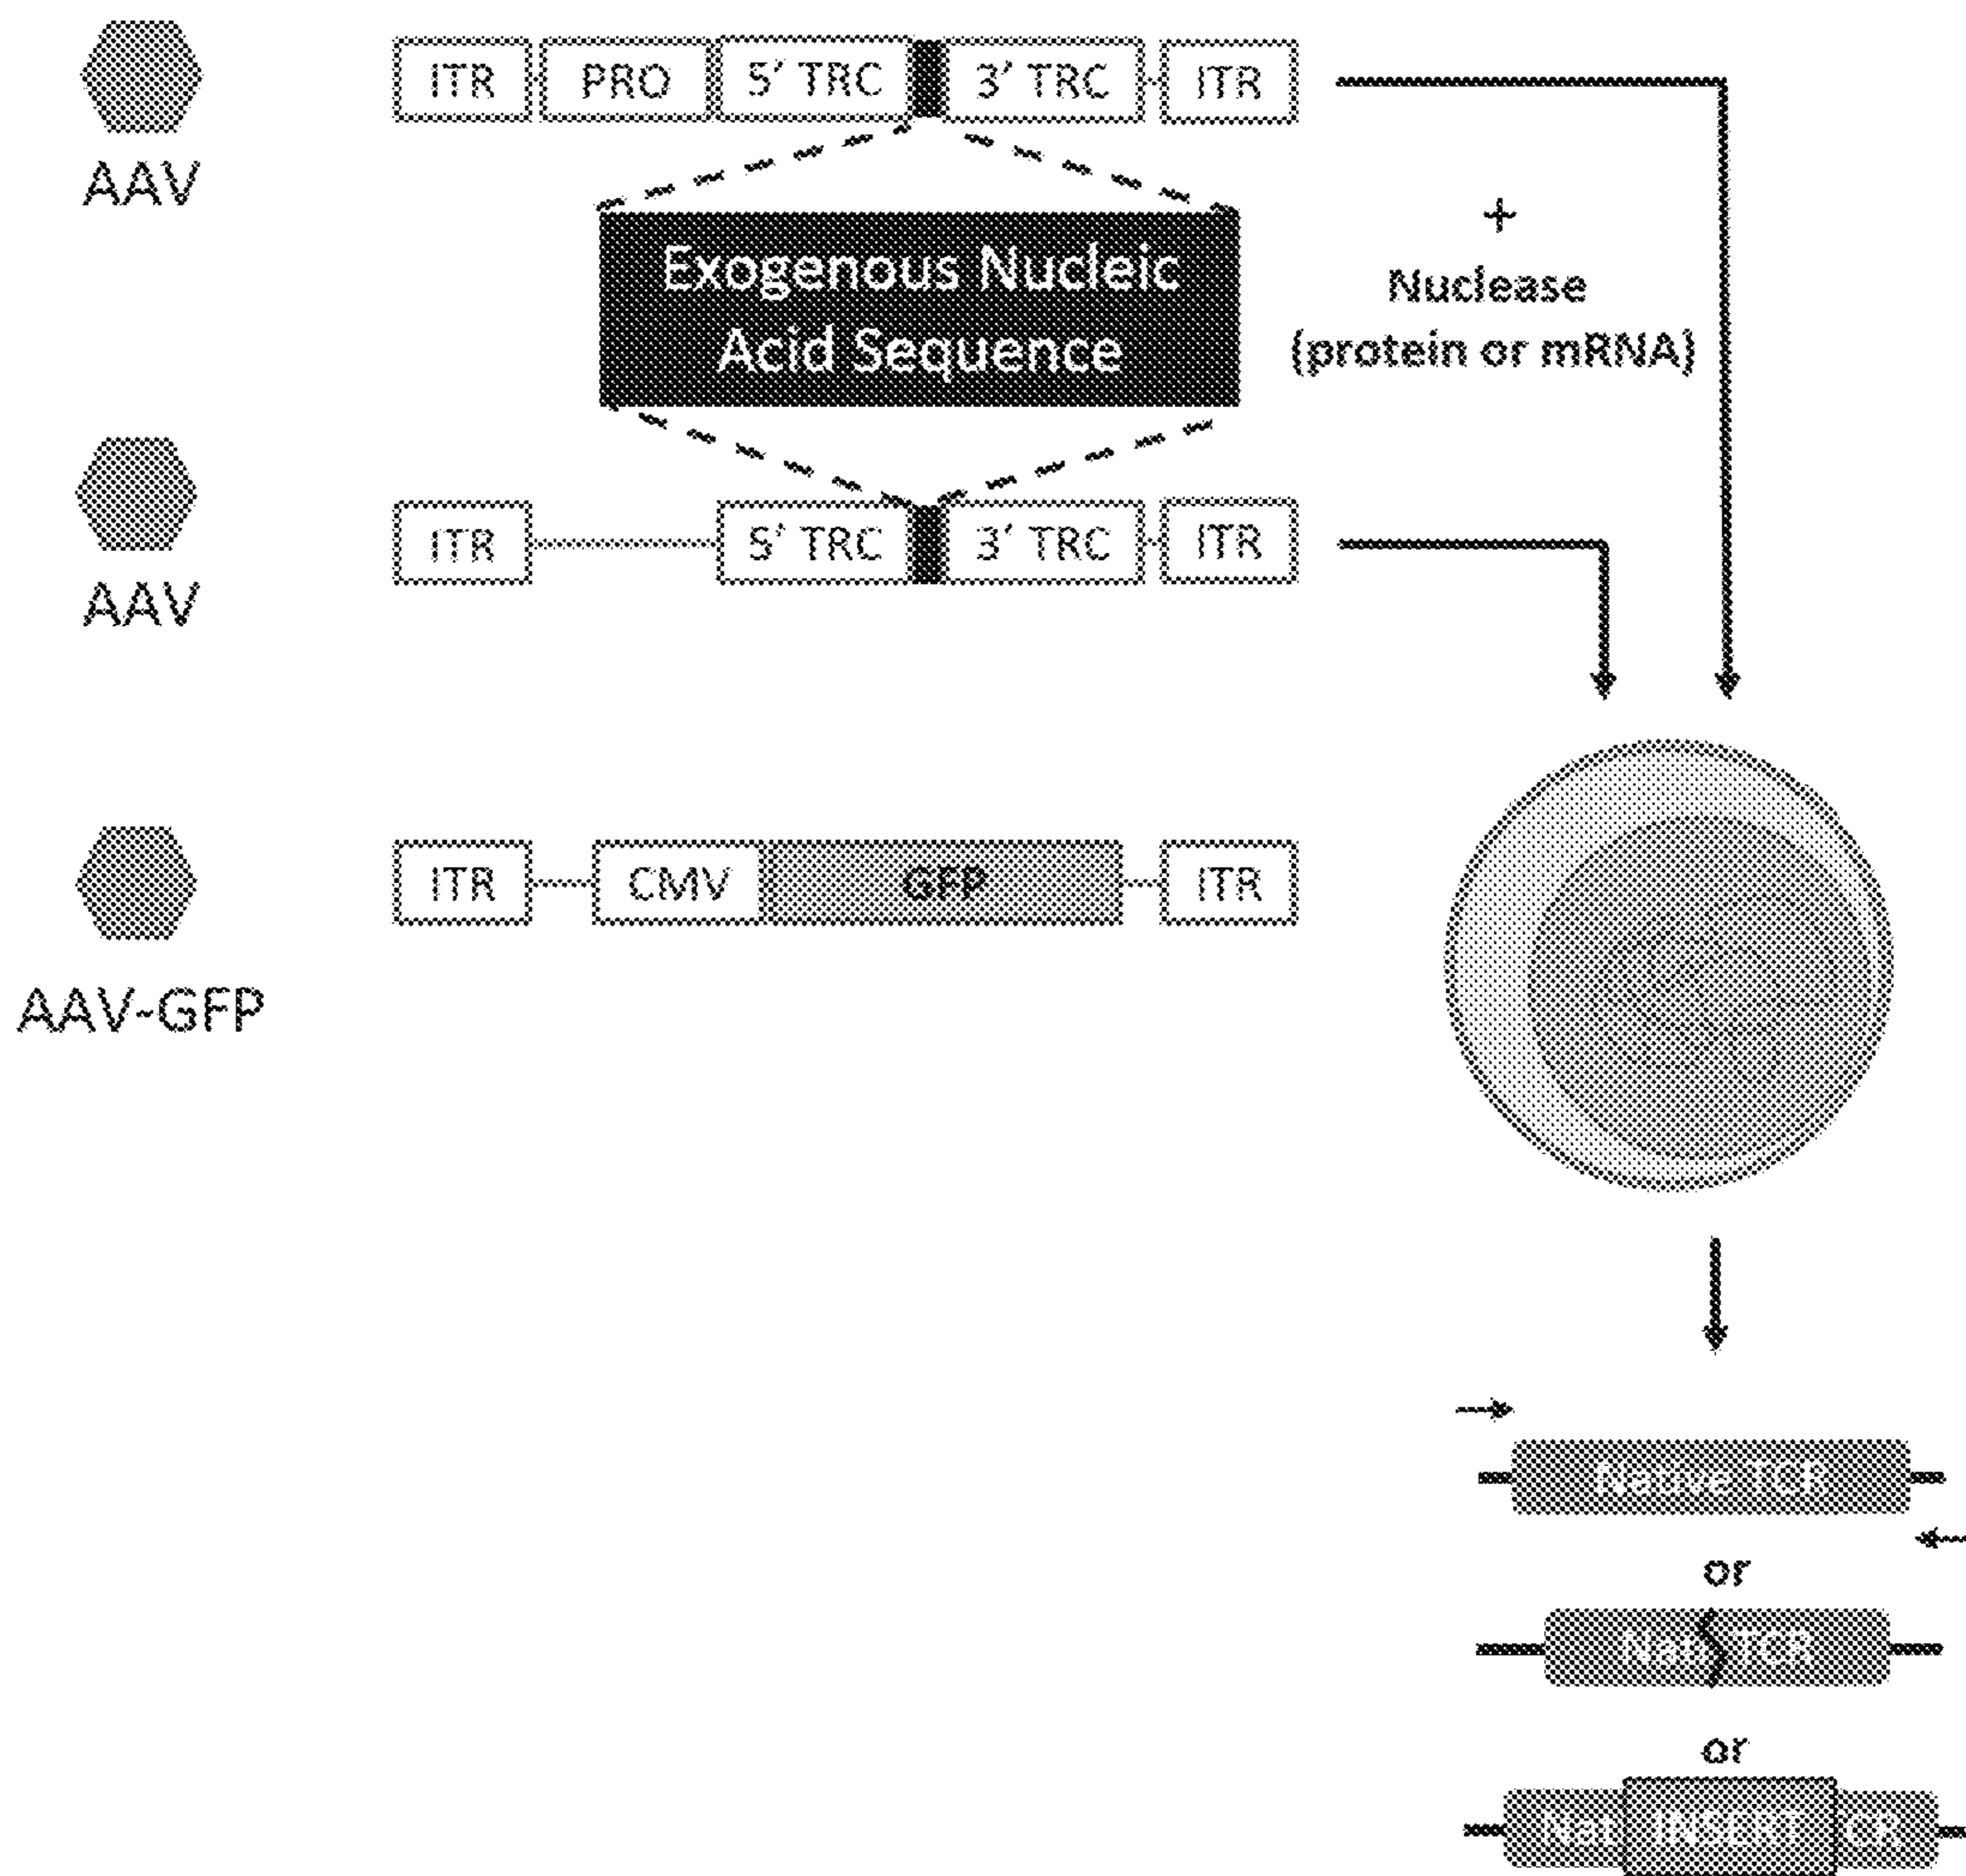 ITR PRO 5' TRC 3' TRC ITR
AAV
Exogenous Nucleic
Acid Sequence
+
Nuclease
(protein or mRNA)
ITR 5' TRC 3' TRC ITR
AAV
ITR CMV GFP ITR
AAV-GFP
Native TCR
or
Nati TCR
or
Nat INSERT CR